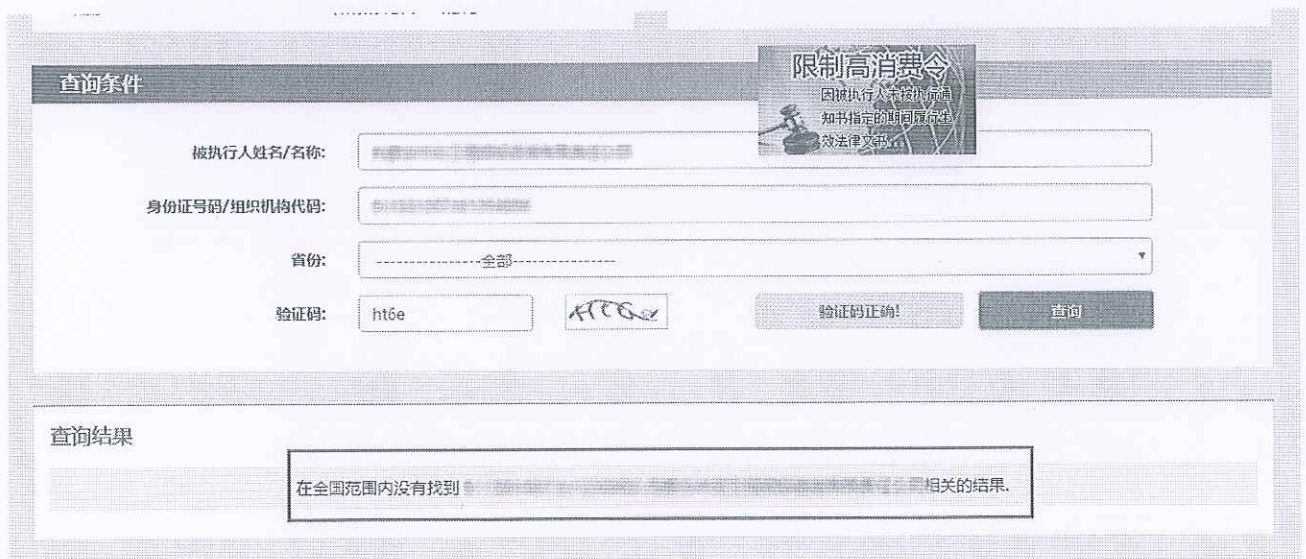 查询条件
限制高消费令
因被执行人未按执行通
知书指定的期间履行生
效法律文书...
被执行人姓名/名称:
身份证号码/组织机构代码:
省份:
----------------全部----------------
验证码:
ht6e
验证码正确!
查询
查询结果
在全国范围内没有找到
相关的结果.